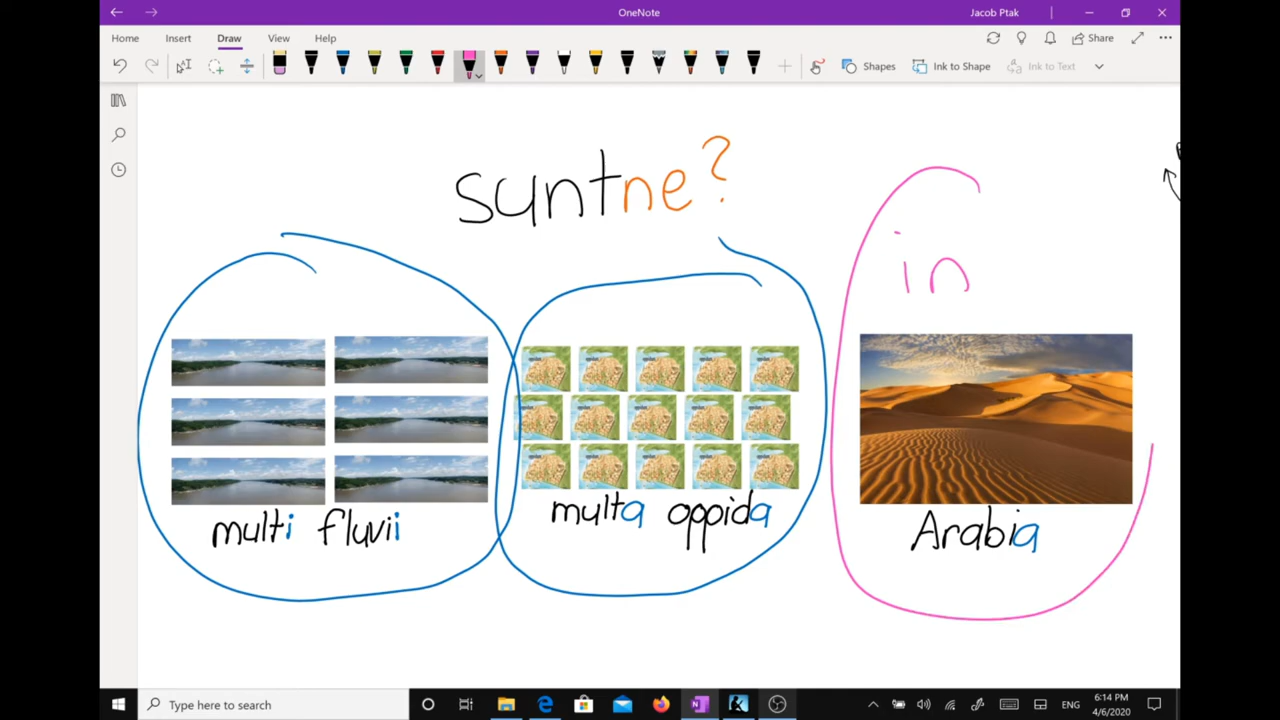 OneNote
Jacob Ptak
Home Insert Draw View Help
Share
Shapes
Ink to Shape
Ink to Text
suntne?
in
multi fluvii
multa oppida
Arabia
Type here to search
ENG
6:14 PM
4/6/2020